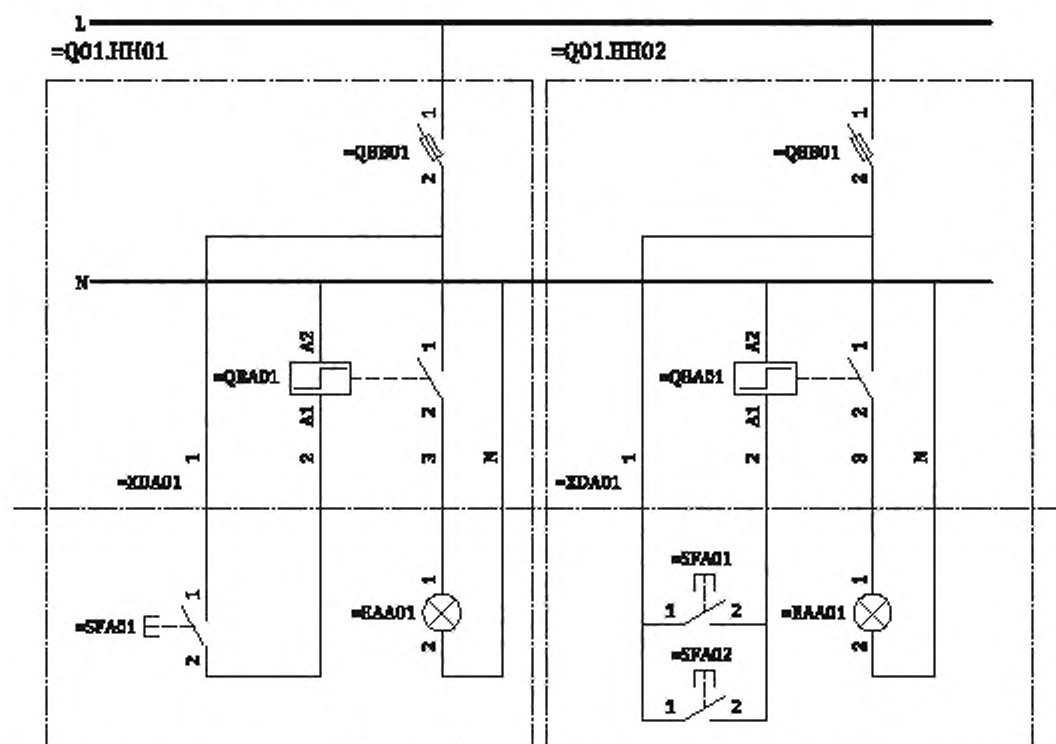 1
=Q01.HH01
=Q01.HH02
1
=QBB01
2
1
2
N
A2
1
=QBA01
A1
2
A2
1
=QBA01
A1
2
1
2
3
N
=XDA01
1
2
N
=XDA01
=SFA01
1
=SFA01
2
1
=EAA01
2
1
2
=SFA02
1
2
1
=EAA01
2